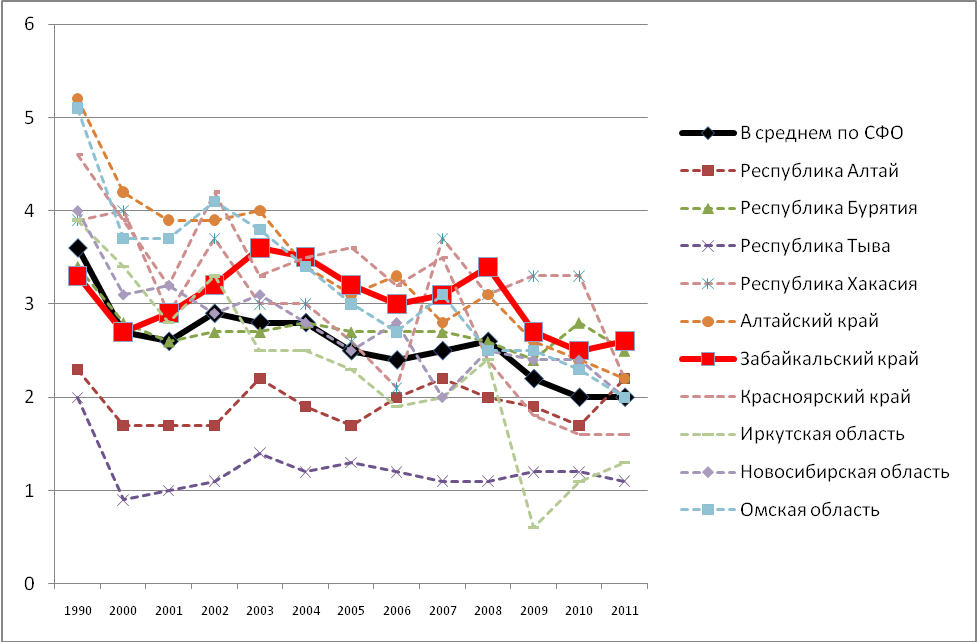 6
5
4
3
2
1
0
1990 2000 2001 2002 2003 2004 2005 2006 2007 2008 2009 2010 2011
В среднем по СФО
Республика Алтай
Республика Бурятия
Республика Тыва
Республика Хакасия
Алтайский край
Забайкальский край
Красноярский край
Иркутская область
Новосибирская область
Омская область